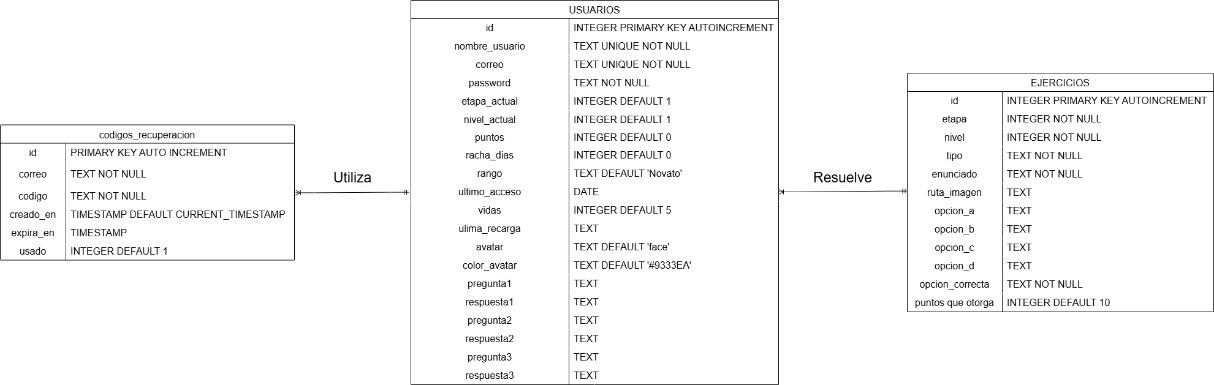 codigos_recuperacion
id PRIMARY KEY AUTO INCREMENT
correo TEXT NOT NULL
codigo TEXT NOT NULL
creado_en TIMESTAMP DEFAULT CURRENT_TIMESTAMP
expira_en TIMESTAMP
usado INTEGER DEFAULT 1
Utiliza
USUARIOS
id INTEGER PRIMARY KEY AUTOINCREMENT
nombre_usuario TEXT UNIQUE NOT NULL
correo TEXT UNIQUE NOT NULL
password TEXT NOT NULL
etapa_actual INTEGER DEFAULT 1
nivel_actual INTEGER DEFAULT 1
puntos INTEGER DEFAULT 0
racha_dias INTEGER DEFAULT 0
rango TEXT DEFAULT 'Novato'
ultimo_acceso DATE
vidas INTEGER DEFAULT 5
ulima_recarga TEXT
avatar TEXT DEFAULT 'face'
color_avatar TEXT DEFAULT '#9333EA'
pregunta1 TEXT
respuesta1 TEXT
pregunta2 TEXT
respuesta2 TEXT
pregunta3 TEXT
respuesta3 TEXT
Resuelve
EJERCICIOS
id INTEGER PRIMARY KEY AUTOINCREMENT
etapa INTEGER NOT NULL
nivel INTEGER NOT NULL
tipo TEXT NOT NULL
enunciado TEXT NOT NULL
ruta_imagen TEXT
opcion_a TEXT
opcion_b TEXT
opcion_c TEXT
opcion_d TEXT
opcion_correcta TEXT NOT NULL
puntos que otorga INTEGER DEFAULT 10